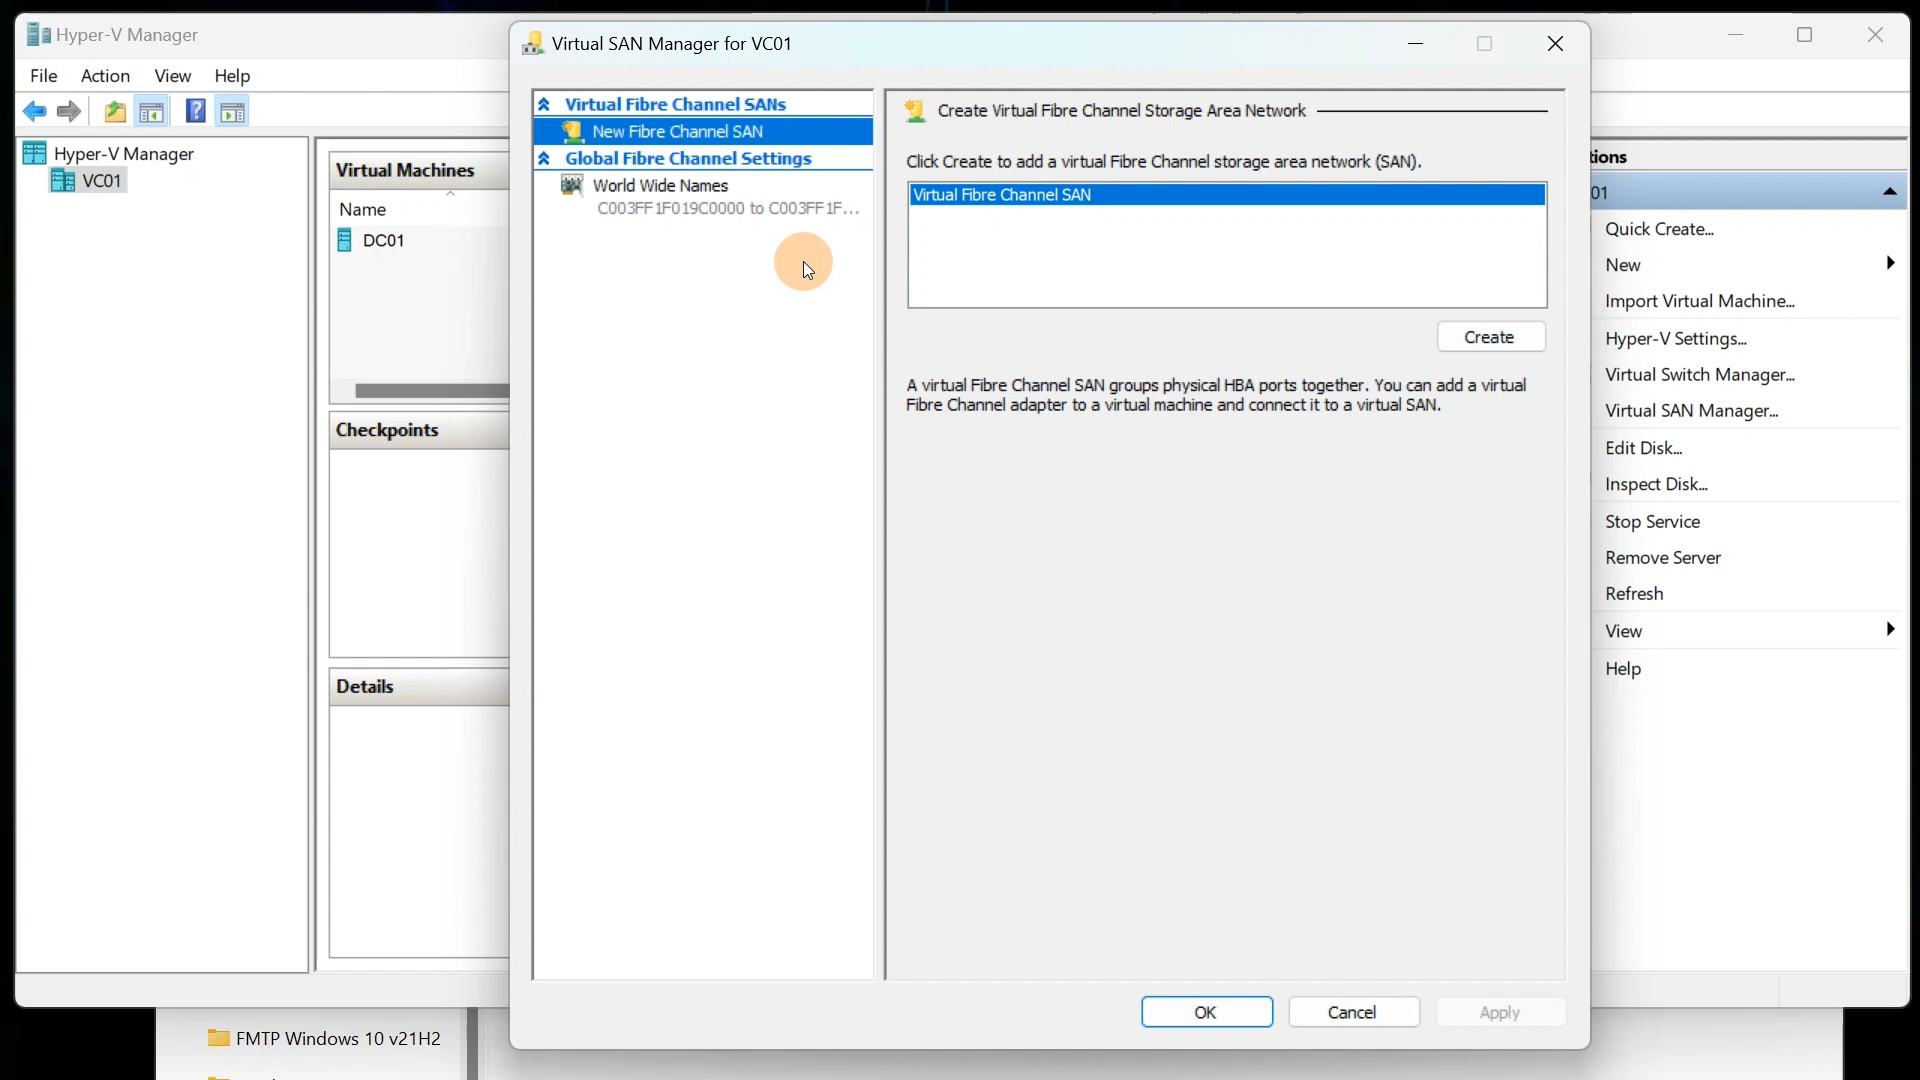 Hyper-V Manager
File Action View Help
Hyper-V Manager
VC01
Virtual Machines
Name
DC01
Checkpoints
Details
Virtual SAN Manager for VC01
Virtual Fibre Channel SANs
New Fibre Channel SAN
Global Fibre Channel Settings
World Wide Names
C003FF1F019C0000 to C003FF1F...
Create Virtual Fibre Channel Storage Area Network
Click Create to add a virtual Fibre Channel storage area network (SAN).
Virtual Fibre Channel SAN
Create
A virtual Fibre Channel SAN groups physical HBA ports together. You can add a virtual
Fibre Channel adapter to a virtual machine and connect it to a virtual SAN.
OK Cancel Apply
tions
01
Quick Create...
New
Import Virtual Machine...
Hyper-V Settings...
Virtual Switch Manager...
Virtual SAN Manager...
Edit Disk...
Inspect Disk...
Stop Service
Remove Server
Refresh
View
Help
FMTP Windows 10 v21H2